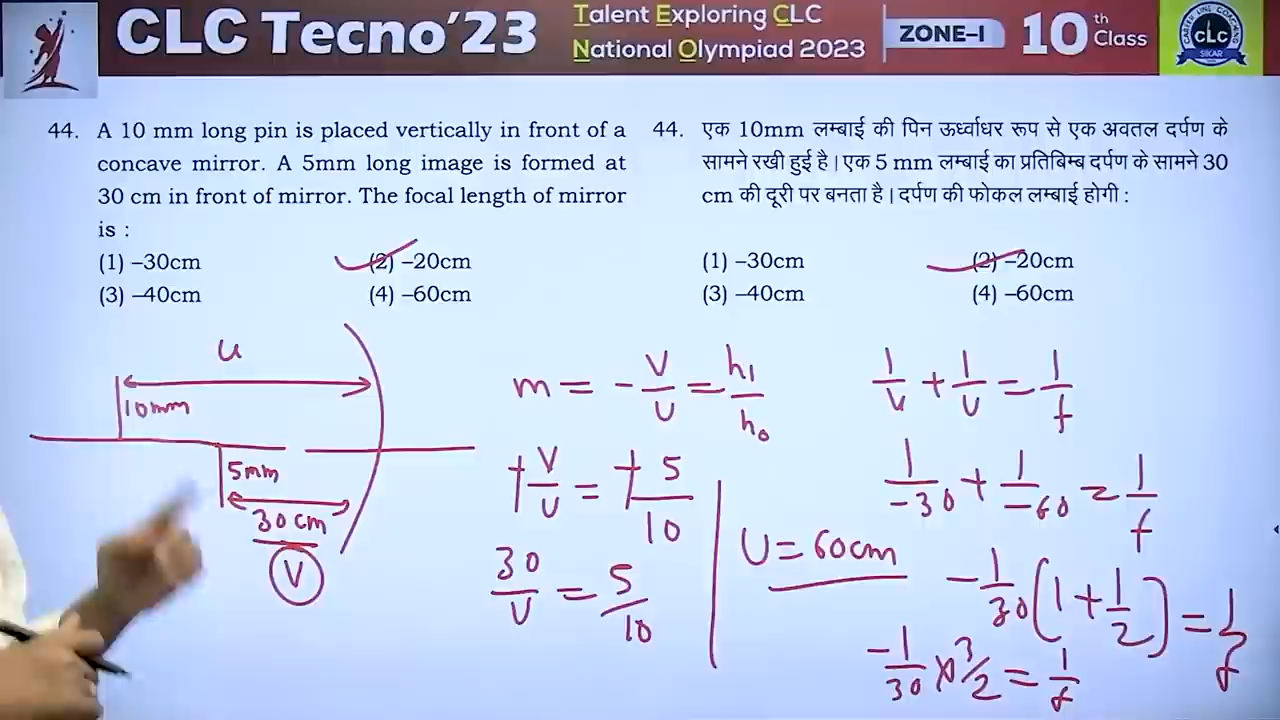 CLC Tecno'23
Talent Exploring CLC
National Olympiad 2023
ZONE-I
10th Class
CLC
SIKAR
44. A 10 mm long pin is placed vertically in front of a
concave mirror. A 5mm long image is formed at
30 cm in front of mirror. The focal length of mirror
is :
(1) –30cm (2) –20cm
(3) –40cm (4) –60cm
44. एक 10mm लम्बाई की पिन ऊर्ध्वाधर रूप से एक अवतल दर्पण के
सामने रखी हुई है। एक 5 mm लम्बाई का प्रतिबिम्ब दर्पण के सामने 30
cm की दूरी पर बनता है। दर्पण की फोकल लम्बाई होगी :
(1) –30cm (2) –20cm
(3) –40cm (4) –60cm
u
10mm
5mm
30 cm
V
m = - V/U = h1/h0
+ V/U = + 5/10
30/U = 5/10
U = 60cm
1/u + 1/v = 1/f
1/-30 + 1/-60 = 1/f
-1/30 (1 + 1/2) = 1/f
-1/30 × 3/2 = 1/f